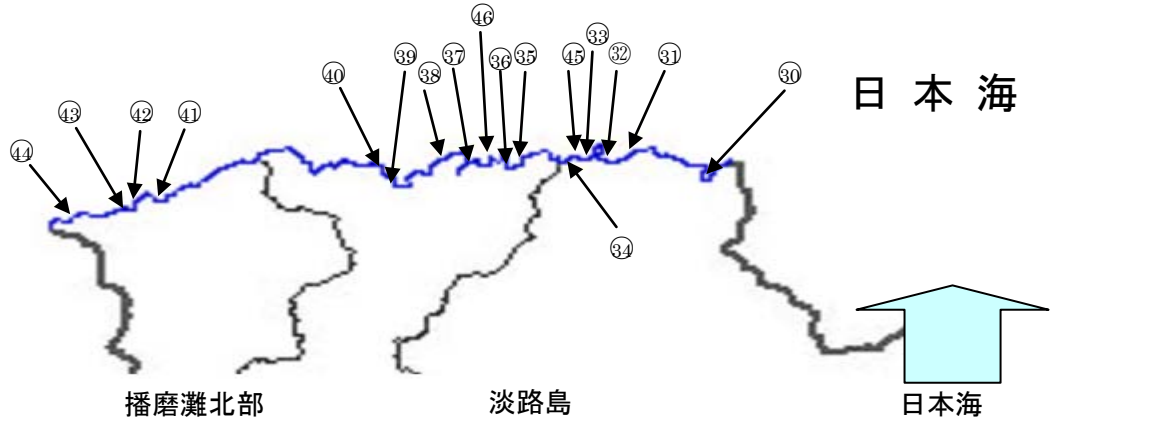 ㊻
㉝
㊴ ㊲ ㊱ ㉟ ㊺ ㉜ ㉛
㊵ ㊳ ㉚
日 本 海
㊸ ㊷ ㊶
㊹
㉞
播磨灘北部 淡路島 日本海